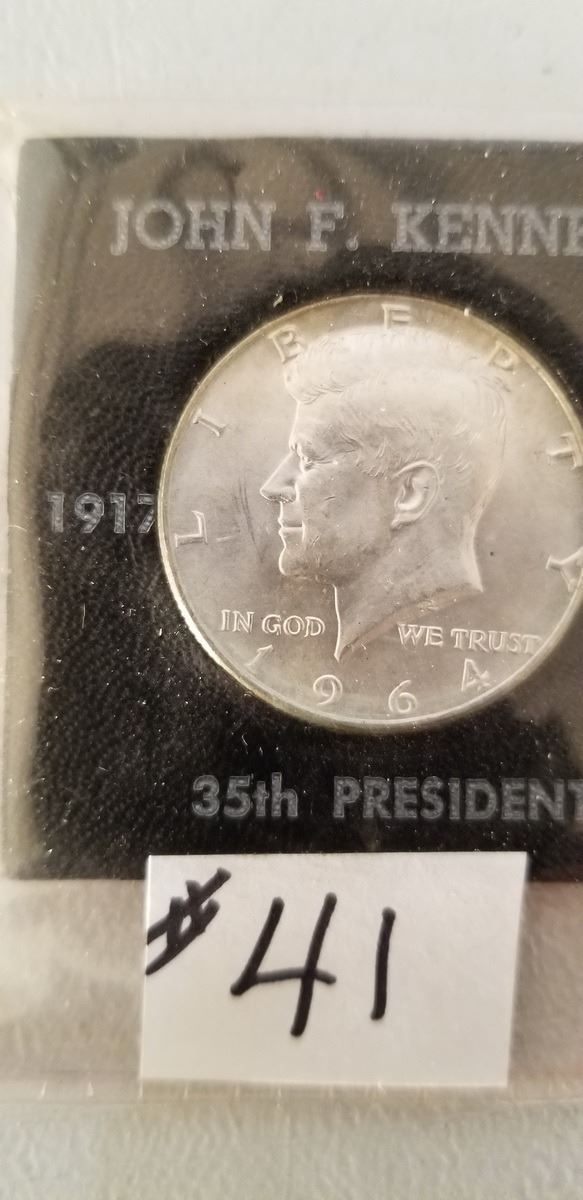 JOHN F. KENNE
LIBERTY
1917
IN GOD WE TRUST
1964
35th PRESIDENT
#41